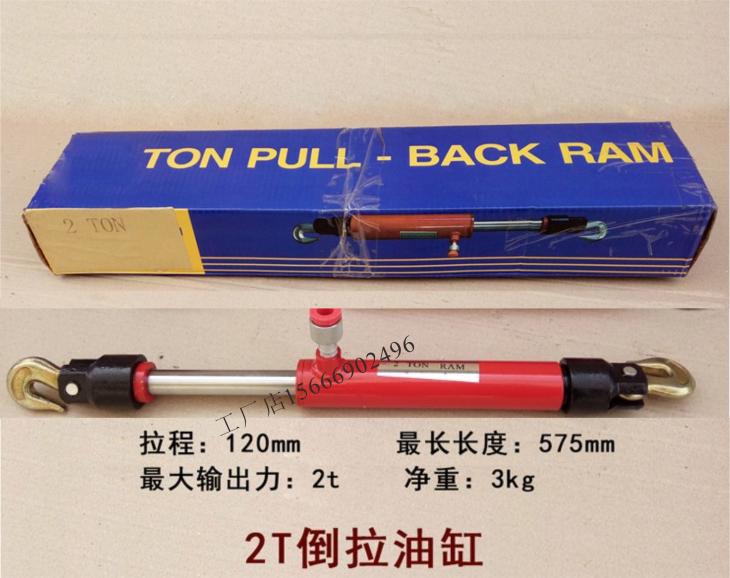 TON PULL - BACK RAM
2 TON
2 TON RAM
工厂店15666902496
拉程：120mm 最长长度：575mm
最大输出力：2t 净重：3kg
2T倒拉油缸